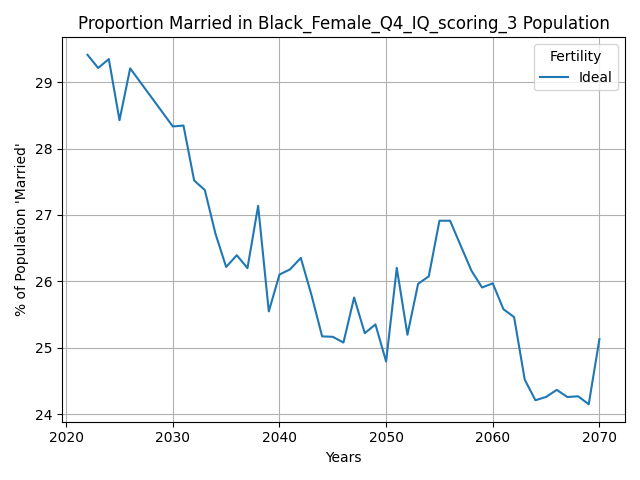 Proportion Married in Black_Female_Q4_IQ_scoring_3 Population
Fertility
Ideal
% of Population 'Married'
29
28
27
26
25
24
2020
2030
2040
2050
2060
2070
Years